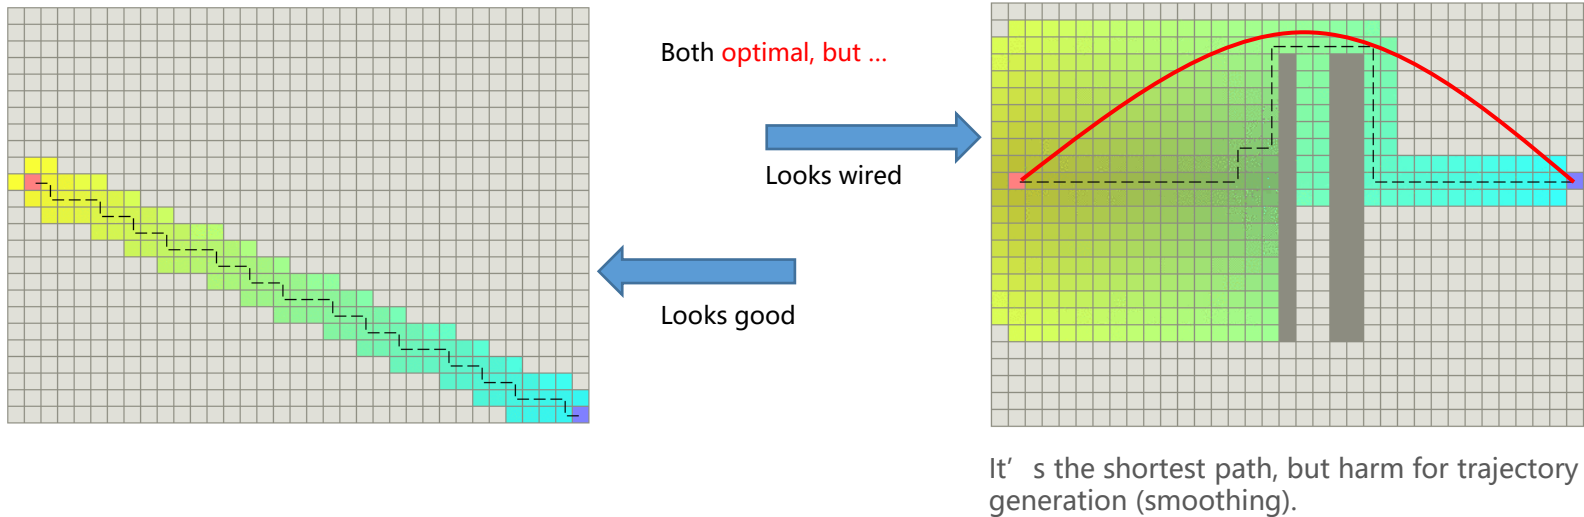 Both optimal, but ...
Looks wired
Looks good
It’ s the shortest path, but harm for trajectory
generation (smoothing).